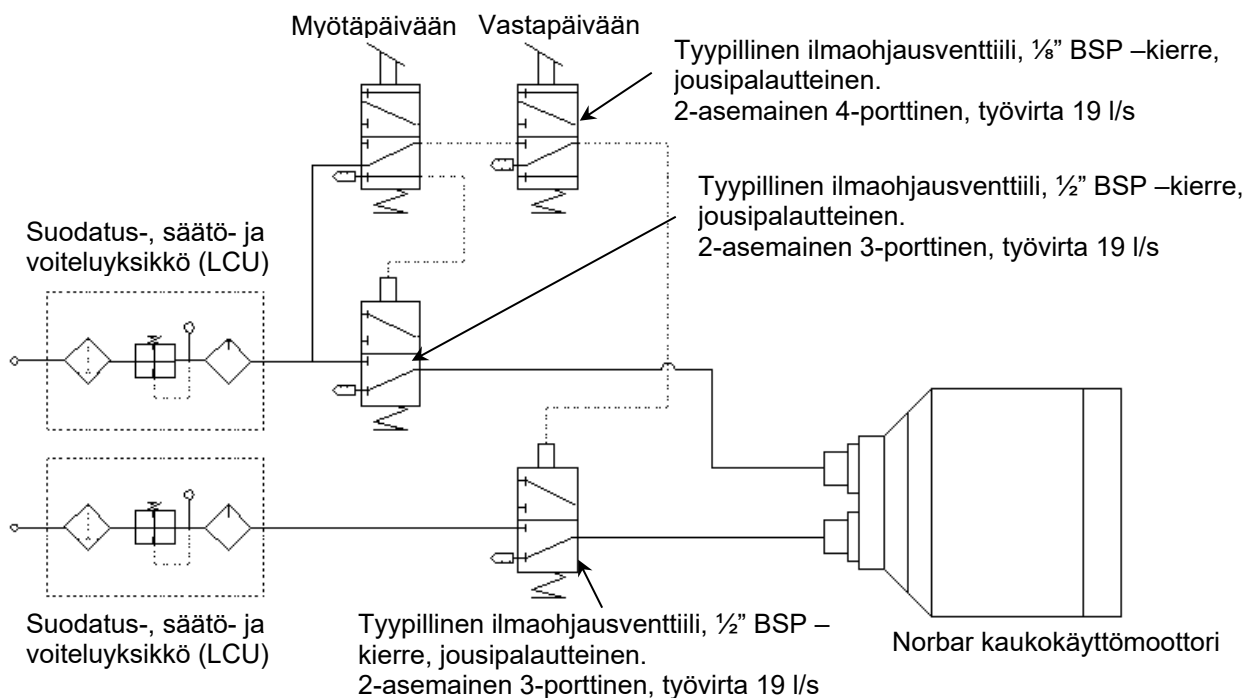 Myötäpäivään
Vastapäivään
Tyypillinen ilmaohjausventtiili, ⅛” BSP –kierre,
jousipalautteinen.
2-asemainen 4-porttinen, työvirta 19 l/s
Tyypillinen ilmaohjausventtiili, ½” BSP –kierre,
jousipalautteinen.
2-asemainen 3-porttinen, työvirta 19 l/s
Suodatus-, säätö- ja
voiteluyksikkö (LCU)
Suodatus-, säätö- ja
voiteluyksikkö (LCU)
Tyypillinen ilmaohjausventtiili, ½” BSP –
kierre, jousipalautteinen.
2-asemainen 3-porttinen, työvirta 19 l/s
Norbar kaukokäyttömoottori